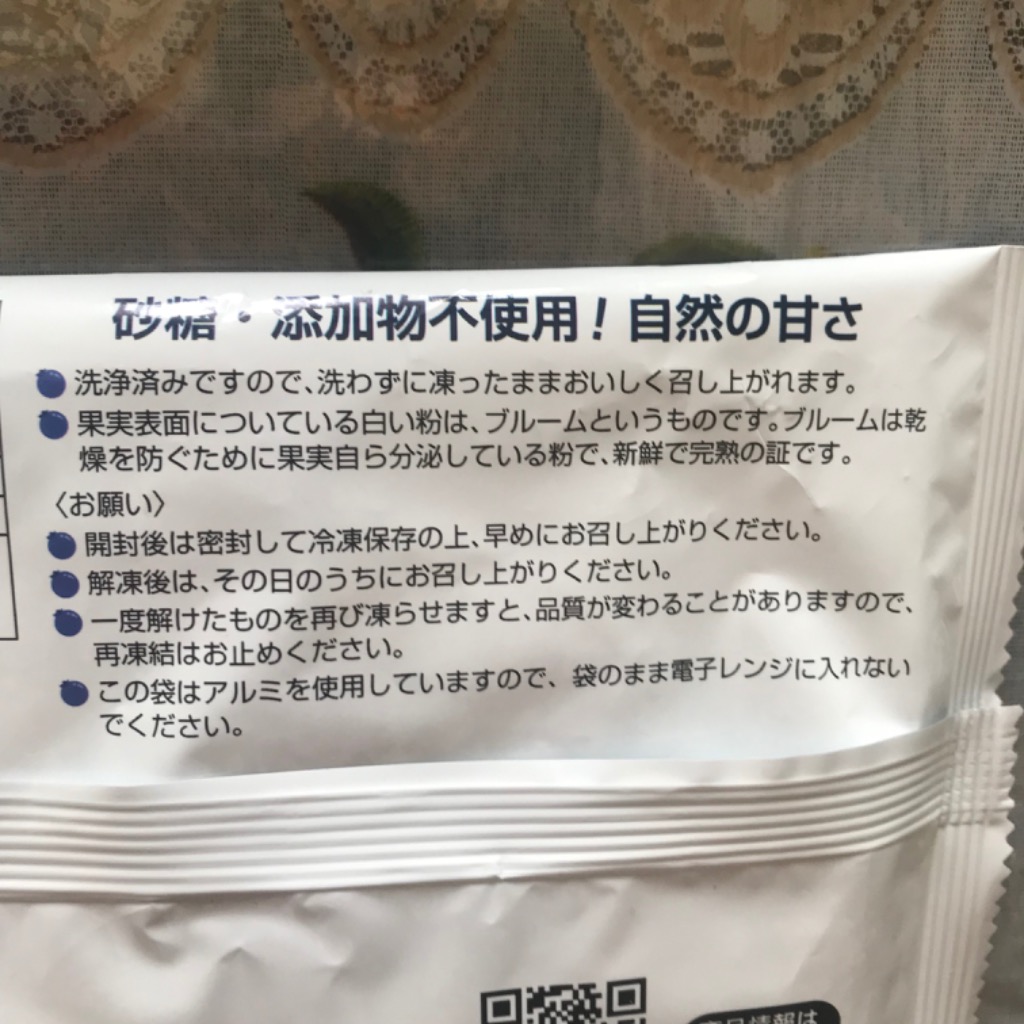 砂糖・添加物不使用！自然の甘さ
洗浄済みですので、洗わずに凍ったままおいしく召し上がれます。
果実表面についている白い粉は、ブルームというものです。ブルームは乾
燥を防ぐために果実自ら分泌している粉で、新鮮で完熟の証です。
〈お願い〉
開封後は密封して冷凍保存の上、早めにお召し上がりください。
解凍後は、その日のうちにお召し上がりください。
一度解けたものを再び凍らせますと、品質が変わることがありますので、
再凍結はお止めください。
この袋はアルミを使用していますので、袋のまま電子レンジに入れない
でください。